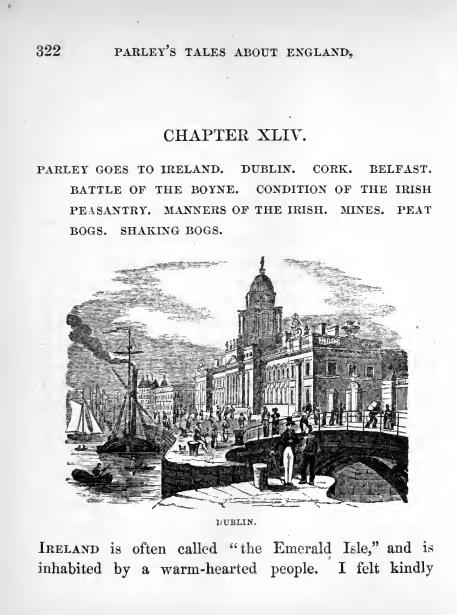 322 PARLEY'S TALES ABOUT ENGLAND,
CHAPTER XLIV.
PARLEY GOES TO IRELAND. DUBLIN. CORK. BELFAST.
BATTLE OF THE BOYNE. CONDITION OF THE IRISH
PEASANTRY. MANNERS OF THE IRISH. MINES. PEAT
BOGS. SHAKING BOGS.
DUBLIN.
IRELAND is often called "the Emerald Isle," and is
inhabited by a warm-hearted people. I felt kindly